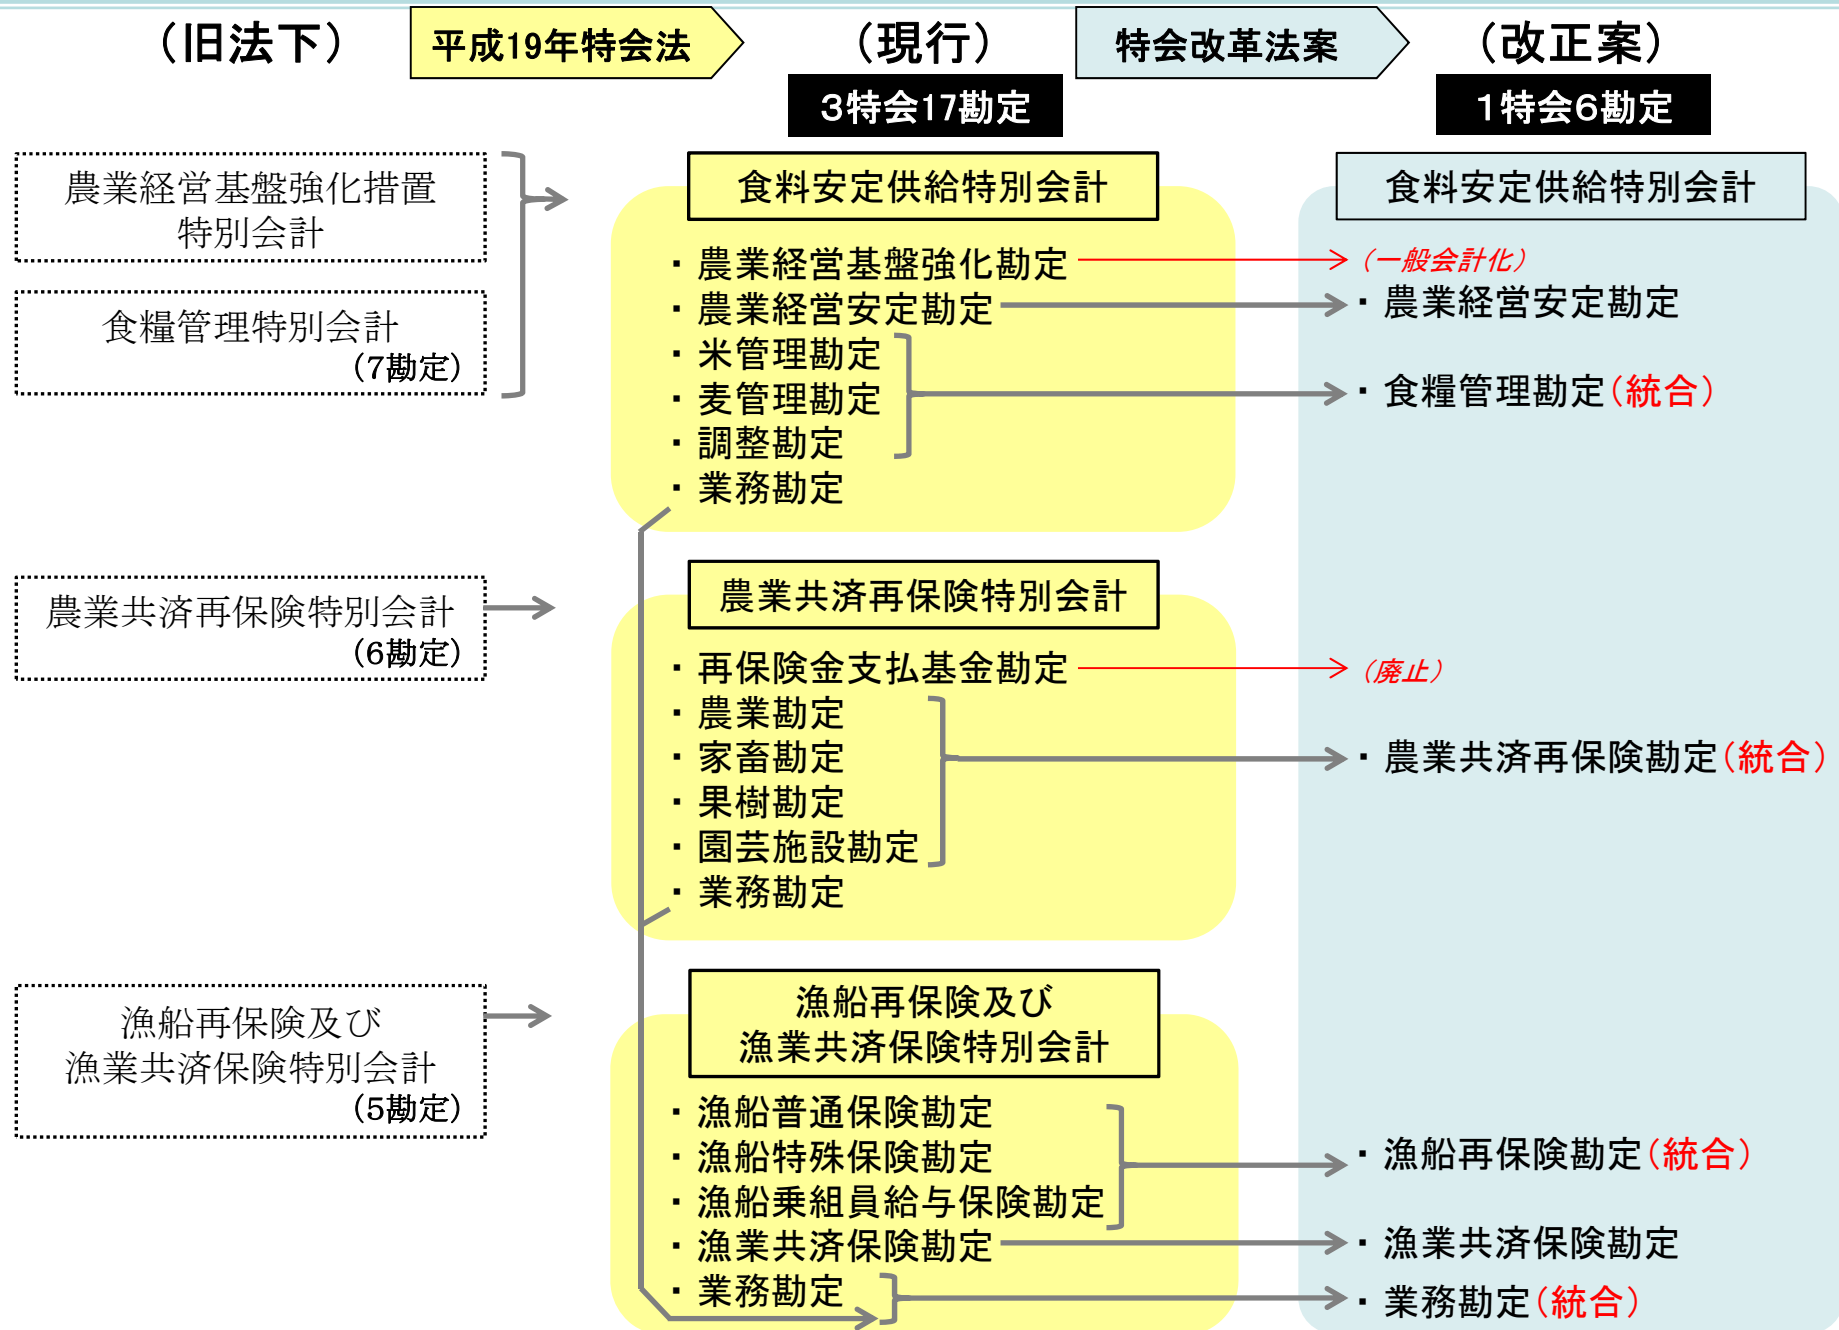 （旧法下）
平成19年特会法
（現行）
特会改革法案
（改正案）
３特会17勘定
１特会６勘定
農業経営基盤強化措置
特別会計
食糧管理特別会計
(7勘定)
農業共済再保険特別会計
(6勘定)
漁船再保険及び
漁業共済保険特別会計
(5勘定)
食料安定供給特別会計
・農業経営基盤強化勘定
・農業経営安定勘定
・米管理勘定
・麦管理勘定
・調整勘定
・業務勘定
農業共済再保険特別会計
・再保険金支払基金勘定
・農業勘定
・家畜勘定
・果樹勘定
・園芸施設勘定
・業務勘定
漁船再保険及び
漁業共済保険特別会計
・漁船普通保険勘定
・漁船特殊保険勘定
・漁船乗組員給与保険勘定
・漁業共済保険勘定
・業務勘定
食料安定供給特別会計
（一般会計化）
・農業経営安定勘定
・食糧管理勘定（統合）
（廃止）
・農業共済再保険勘定（統合）
・漁船再保険勘定（統合）
・漁業共済保険勘定
・業務勘定（統合）